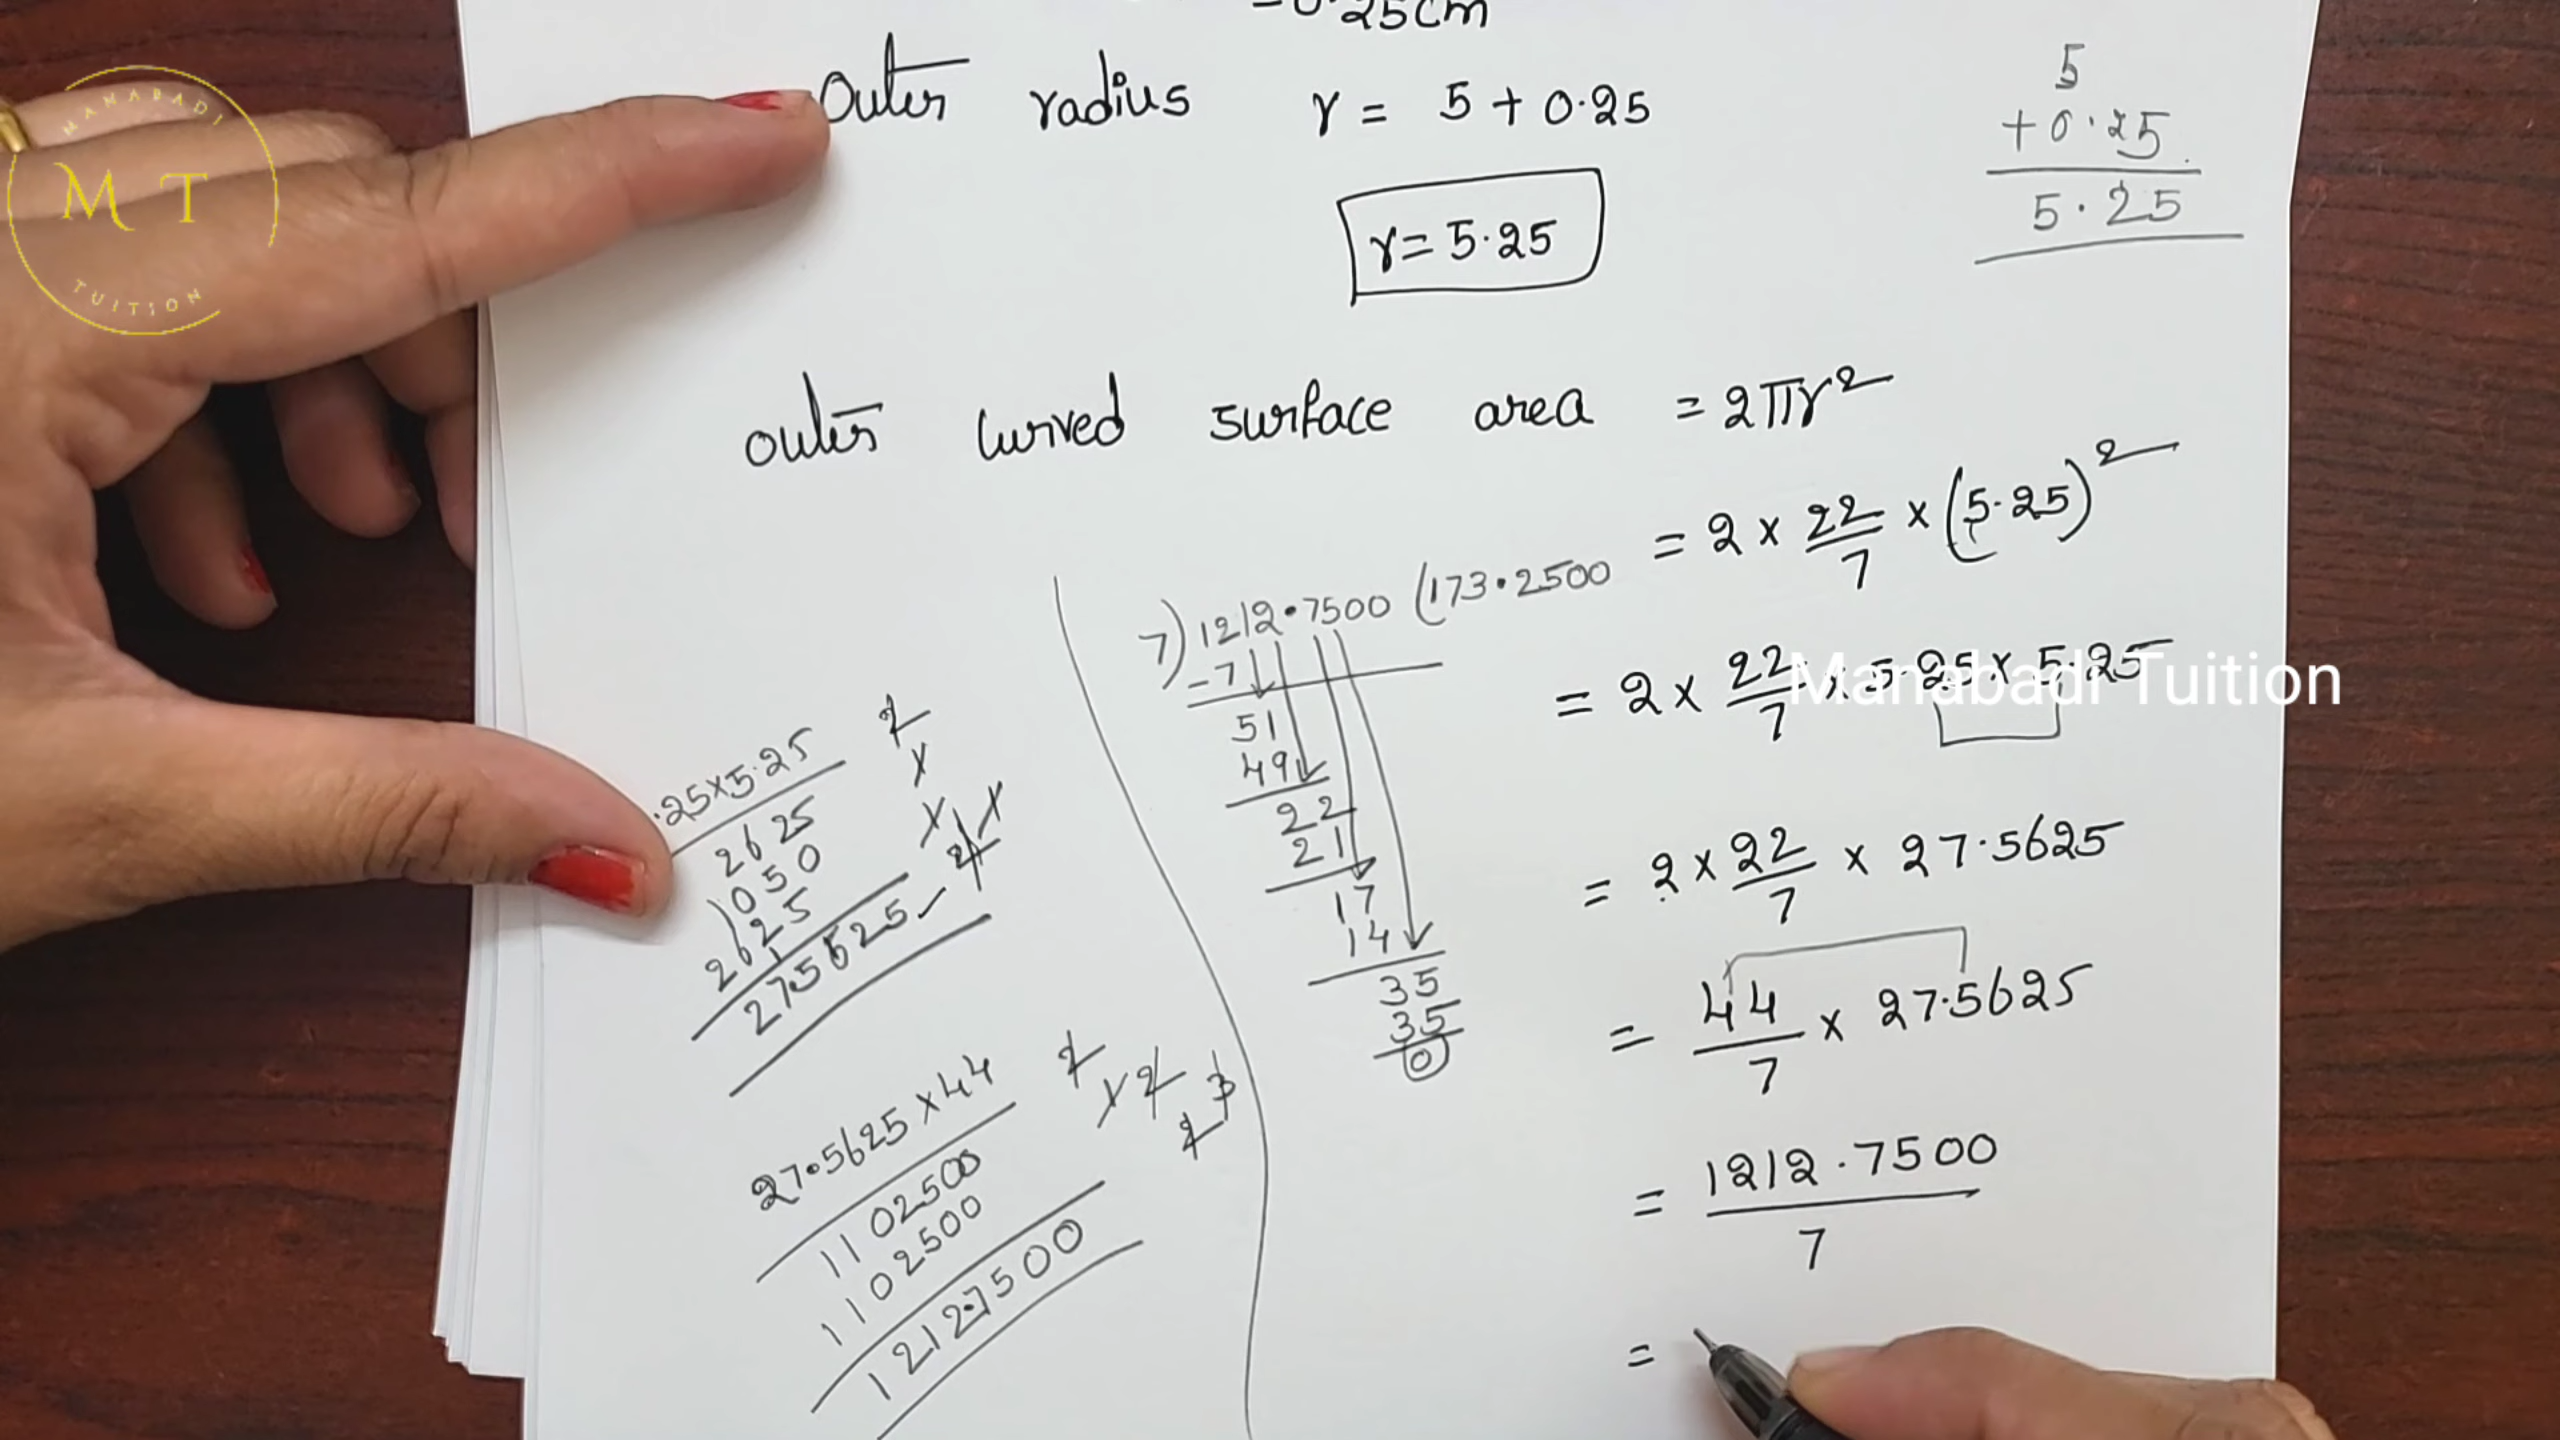 = 0.25cm
Outer radius r = 5 + 0.25
r = 5.25
5
+0.25
5.25
MANABADI
M T
TUITION
outer curved surface area = 2πr²
= 2 × 22/7 × (5.25)²
= 2 × 22/7 × 5.25 × 5.25
Manabadi Tuition
= 2 × 22/7 × 27.5625
= 44/7 × 27.5625
= 1212.7500/7
=
.25×5.25
2625
1050
2625
27.5625
27.5625×44
1102500
1102500
1212.7500
7)1212.7500(173.2500
-7
51
49
22
21
17
14
35
35
0